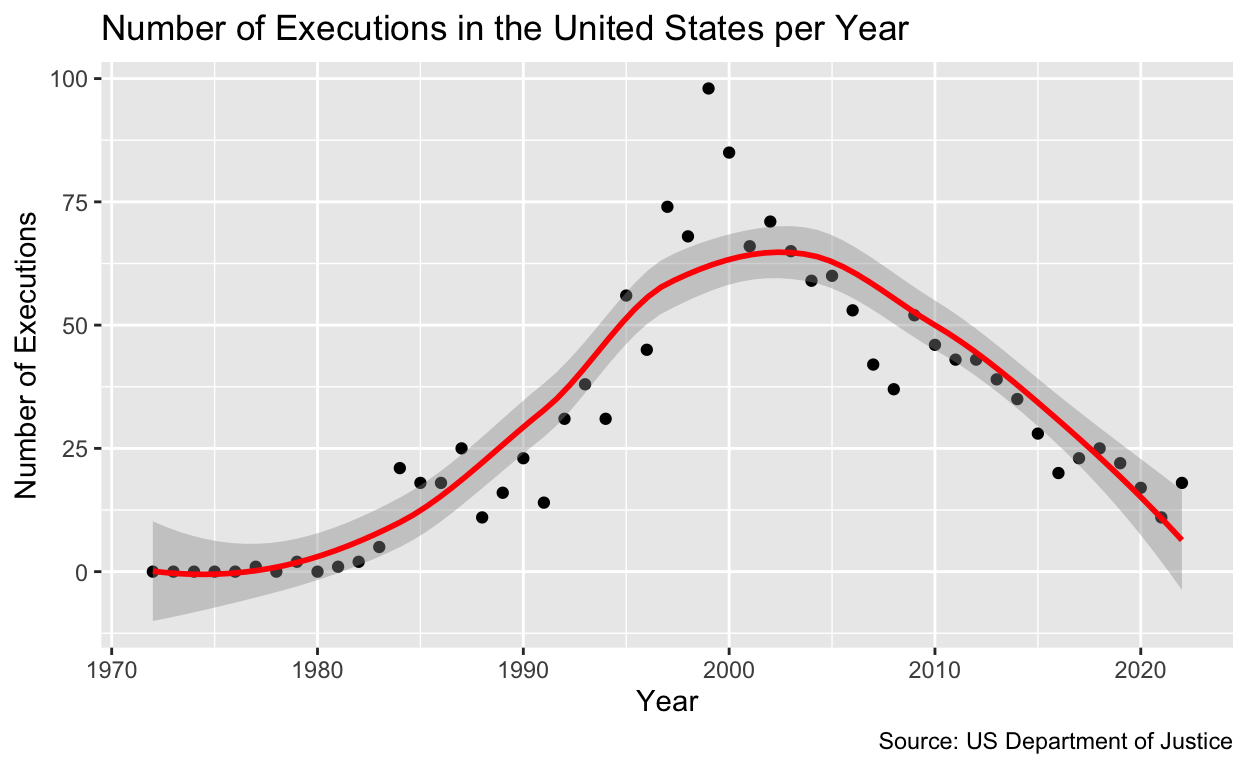 Number of Executions in the United States per Year
100
75
50
25
0
Number of Executions
1970 1980 1990 2000 2010 2020
Year
Source: US Department of Justice